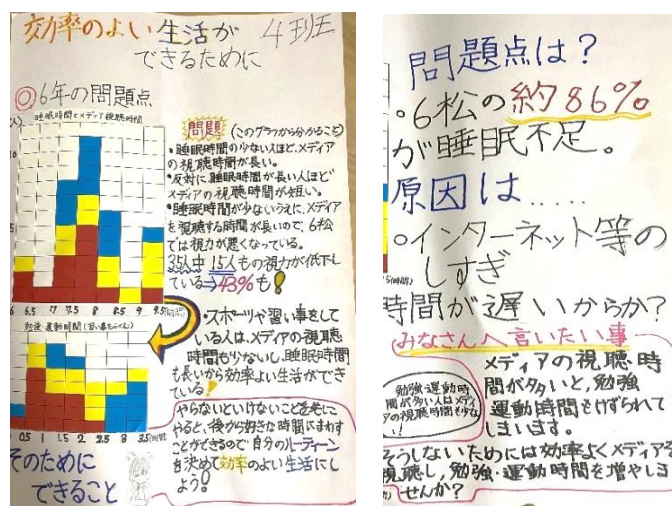 効率のよい生活が
できるために
4班
◎6年の問題点
睡眠時間とメディア視聴時間
問題 (このグラフから分かること)
・睡眠時間の少ない人ほど、メディア
の視聴時間が長い。
・反対に、睡眠時間が長い人ほど
メディアの視聴時間が短い。
・睡眠時間が少ないうえに、メディア
を視聴する時間が長いので、6松
では視力が悪くなっている。
35人中 15人もの視力が低下し
ている⇒43%も!
6 6.5 7 7.5 8 8.5 9 9.5(時間)
勉強・運動時間(習い事もふくむ)
・スポーツや習い事をして
いる人は、メディアの視聴
時間も少ないし、睡眠時間
も長いから効率よい生活ができ
ている!
0.5 1 1.5 2 2.5 3 3.5(時間)
やらないといけないことを先に
やると、後から好きな時間にまわす
ことができるので自分のルーティーン
を決めて効率のよい生活にし
よう!
そのために
できること
問題点は?
・6松の約86%
が睡眠不足。
原因は.....
・インターネット等の
しすぎ
時間が遅いからか?
みなさんへ言いたい事
勉強・運動時
間が多い人はメディ
アの視聴時間も少な
い!
メディアの視聴時
間が多いと、勉強
運動時間をけずられて
しまいます。
そうしないためには効率よくメディアを
視聴し、勉強・運動時間を増やしま
せんか?